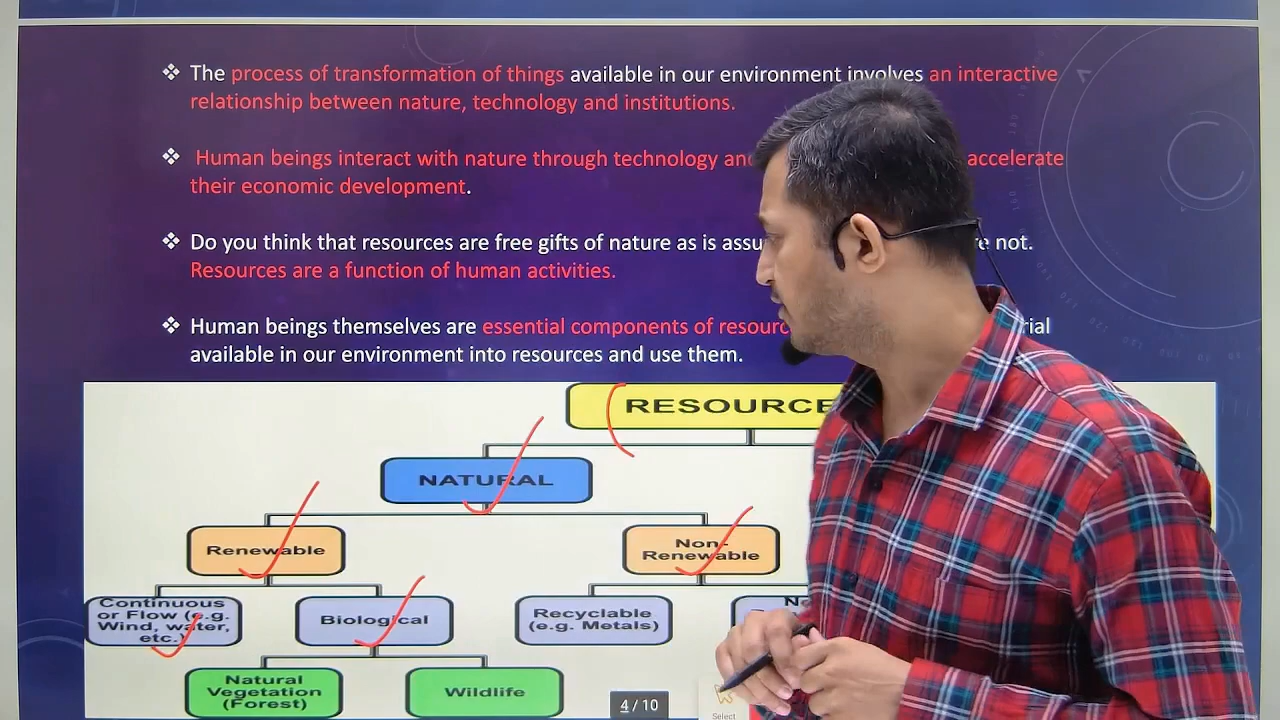 The process of transformation of things available in our environment involves an interactive
relationship between nature, technology and institutions.
Human beings interact with nature through technology accelerate
their economic development.
Do you think that resources are free gifts of nature as is not.
Resources are a function of human activities.
Human beings themselves are essential components of
available in our environment into resources and use them.
RESOURCE
NATURAL
Renewable
Non-
Renewable
Continuous
or Flow (e.g.
Wind, water,
etc.)
Biological
Recyclable
(e.g. Metals)
Natural
Vegetation
(Forest)
Wildlife
4 / 10
Select